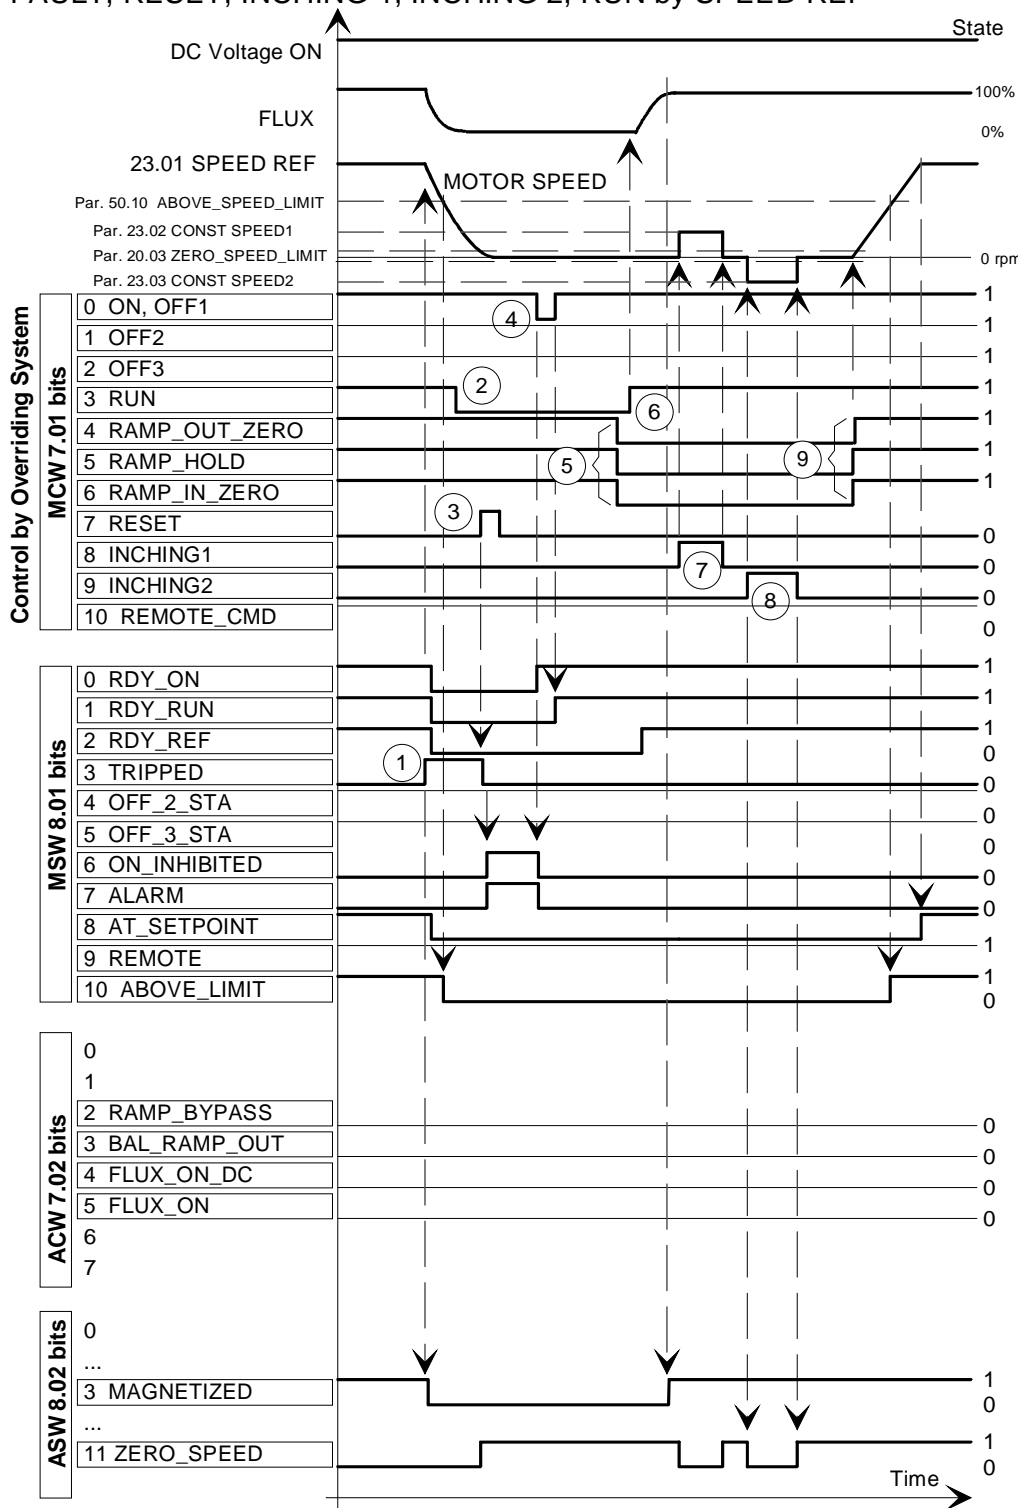 FAULT, RESET, INCHING 1, INCHING 2, RUN by SPEED REF
State
DC Voltage ON
100%
FLUX
0%
23.01 SPEED REF
MOTOR SPEED
Par. 50.10 ABOVE_SPEED_LIMIT
Par. 23.02 CONST SPEED1
Par. 20.03 ZERO_SPEED_LIMIT
0 rpm
Par. 23.03 CONST SPEED2
Control by Overriding System
MCW 7.01 bits
0 ON, OFF1
1
4
1 OFF2
1
2 OFF3
1
3 RUN
2
1
4 RAMP_OUT_ZERO
6
1
5 RAMP_HOLD
5
9
1
6 RAMP_IN_ZERO
1
7 RESET
3
0
8 INCHING1
7
0
9 INCHING2
8
0
10 REMOTE_CMD
0
MSW 8.01 bits
0 RDY_ON
1
1 RDY_RUN
1
2 RDY_REF
1
0
3 TRIPPED
1
0
4 OFF_2_STA
0
5 OFF_3_STA
0
6 ON_INHIBITED
0
7 ALARM
0
8 AT_SETPOINT
1
9 REMOTE
1
10 ABOVE_LIMIT
0
ACW 7.02 bits
0
1
2 RAMP_BYPASS
0
3 BAL_RAMP_OUT
0
4 FLUX_ON_DC
0
5 FLUX_ON
0
6
7
ASW 8.02 bits
0
...
3 MAGNETIZED
1
0
...
11 ZERO_SPEED
1
0
Time